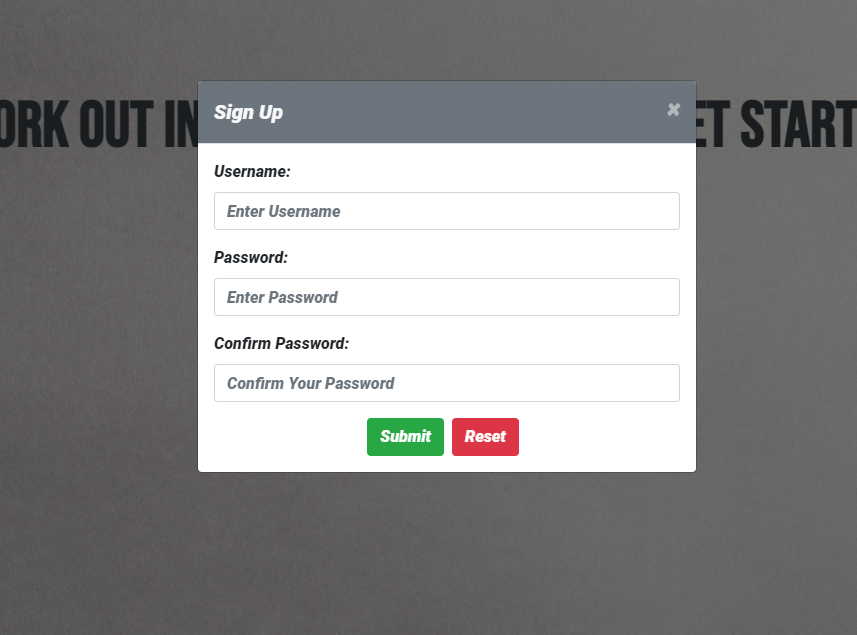 ORK OUT IN
ET START
Sign Up ×
Username:
Enter Username
Password:
Enter Password
Confirm Password:
Confirm Your Password
Submit Reset